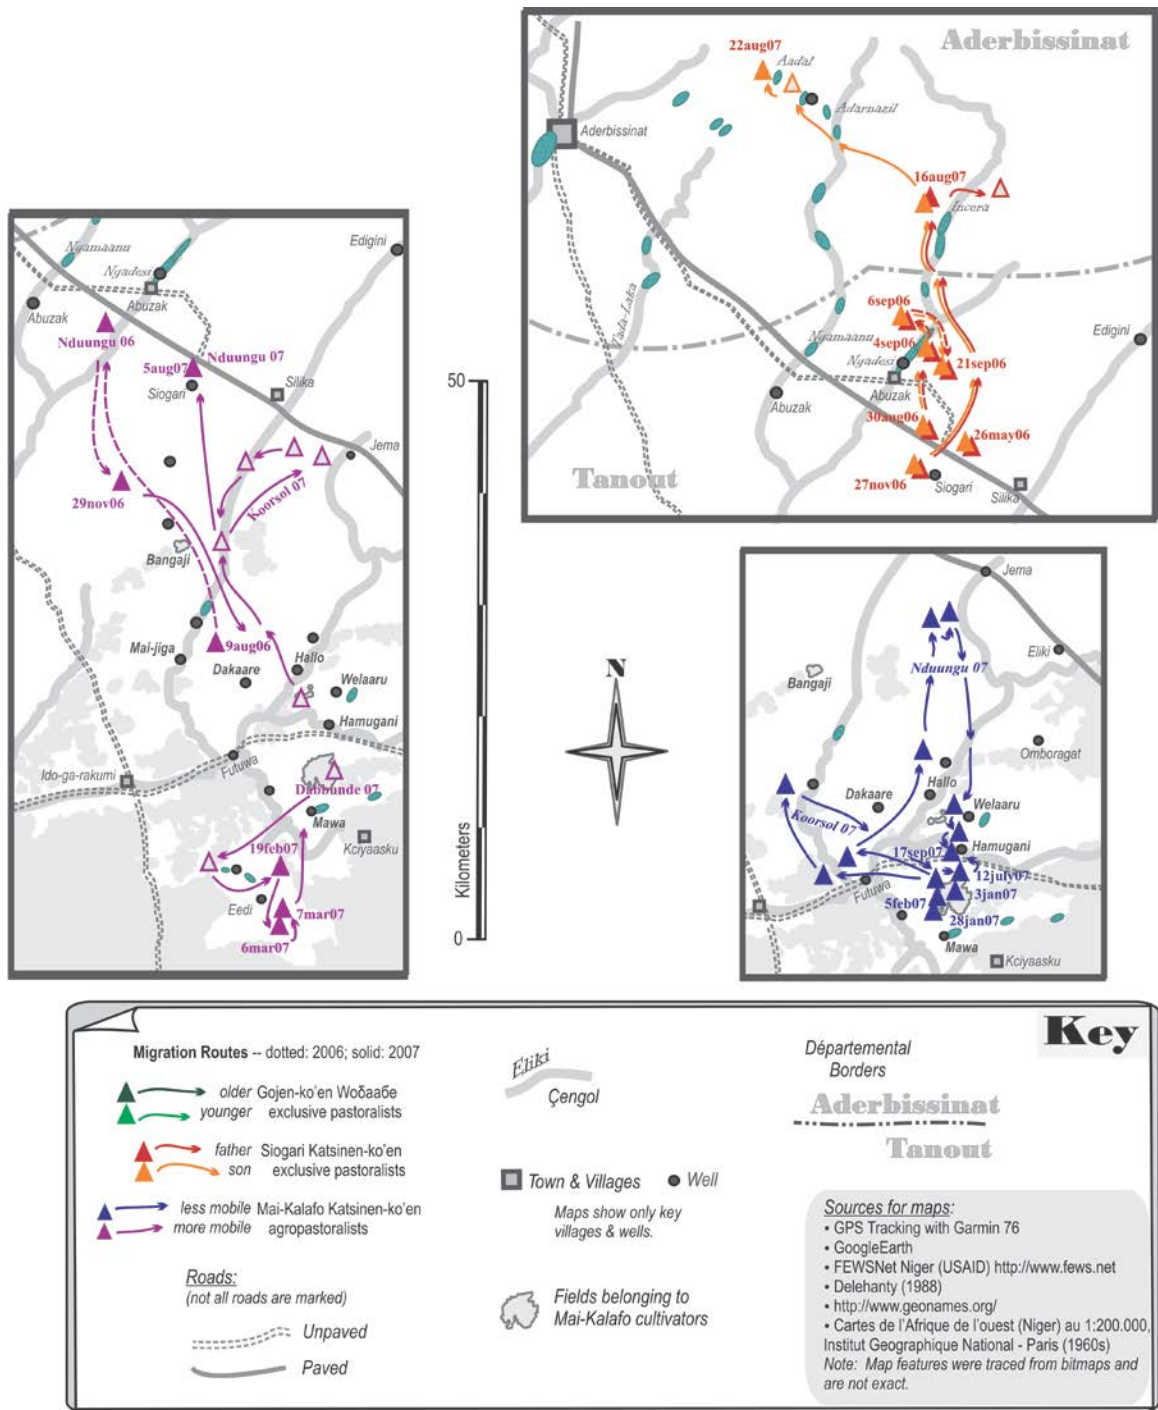 22aug07
Aadal
Adarnazil
Aderbissinat
Aderbissinat
16aug07
Incera
Tada-Laka
6sep06
4sep06
Ngamaanu
Ngadesi
Abuzak
21sep06
Edigini
Abuzak
30aug06
26may06
27nov06
Siogari
Silika
Tanout
Ngamaanu
Edigini
Ngadesi
Abuzak
Abuzak
Nduungu 06
Nduungu 07
5aug07
Siogari
Silika
Jema
29nov06
Koorsol 07
Bangaji
Mai-jiga
9aug06
Dakaare
Hallo
Welaaru
Hamugani
Futuwa
Ido-ga-rakumi
Dabbunde 07
Mawa
19feb07
Kciyaasku
Eedi
7mar07
6mar07
50
Kilometers
0
N
Jema
Eliki
Bangaji
Nduungu 07
Omboragat
Hallo
Dakaare
Welaaru
Koorsol 07
17sep07
Hamugani
12july07
Futuwa
3jan07
5feb07
28jan07
Mawa
Kciyaasku
Key
Migration Routes -- dotted: 2006; solid: 2007
older Gojen-ko'en Woɗaaɓe
younger exclusive pastoralists
father Siogari Katsinen-ko'en
son exclusive pastoralists
less mobile Mai-Kalafo Katsinen-ko'en
more mobile agropastoralists
Roads:
(not all roads are marked)
Unpaved
Paved
Eliki
Çengol
Town & Villages
Well
Maps show only key
villages & wells.
Fields belonging to
Mai-Kalafo cultivators
Départemental
Borders
Aderbissinat
Tanout
Sources for maps:
• GPS Tracking with Garmin 76
• GoogleEarth
• FEWSNet Niger (USAID) http://www.fews.net
• Delehanty (1988)
• http://www.geonames.org/
• Cartes de l'Afrique de l'ouest (Niger) au 1:200.000,
Institut Geographique National - Paris (1960s)
Note: Map features were traced from bitmaps and
are not exact.